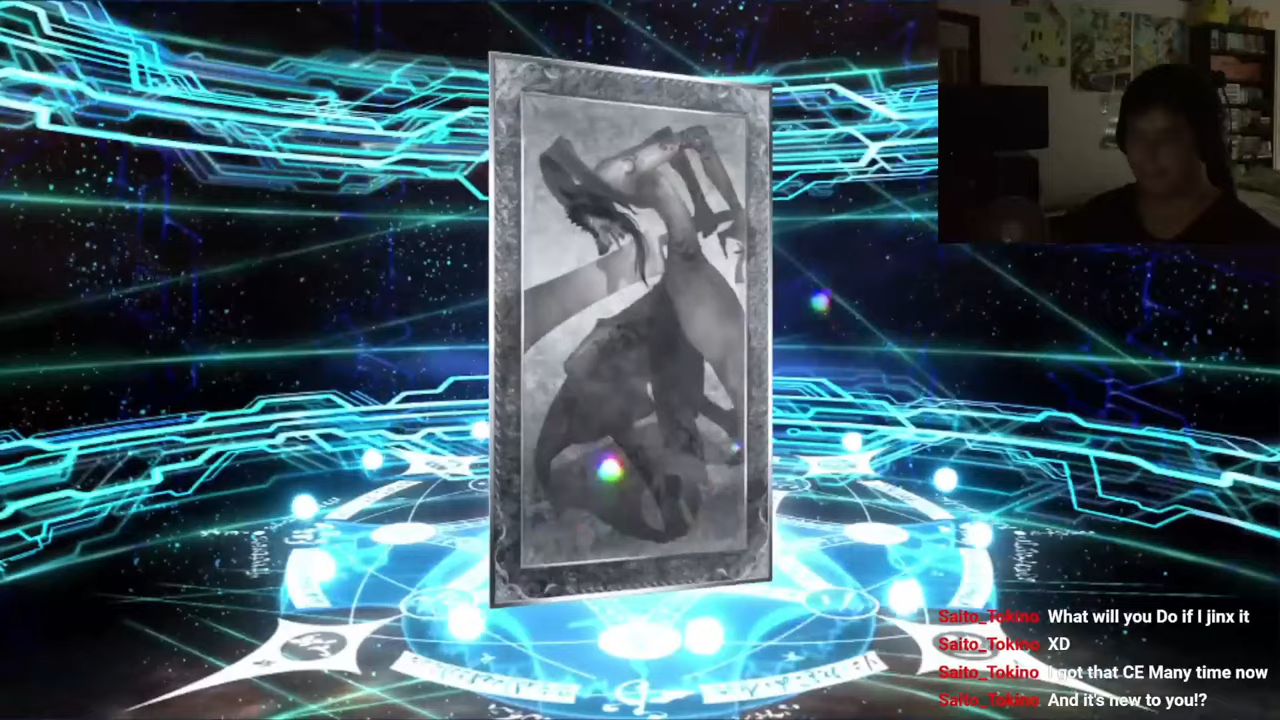 Saito_Tokino What will you Do if I jinx it
Saito_Tokino XD
Saito_Tokino I got that CE Many time now
Saito_Tokino And it's new to you!?